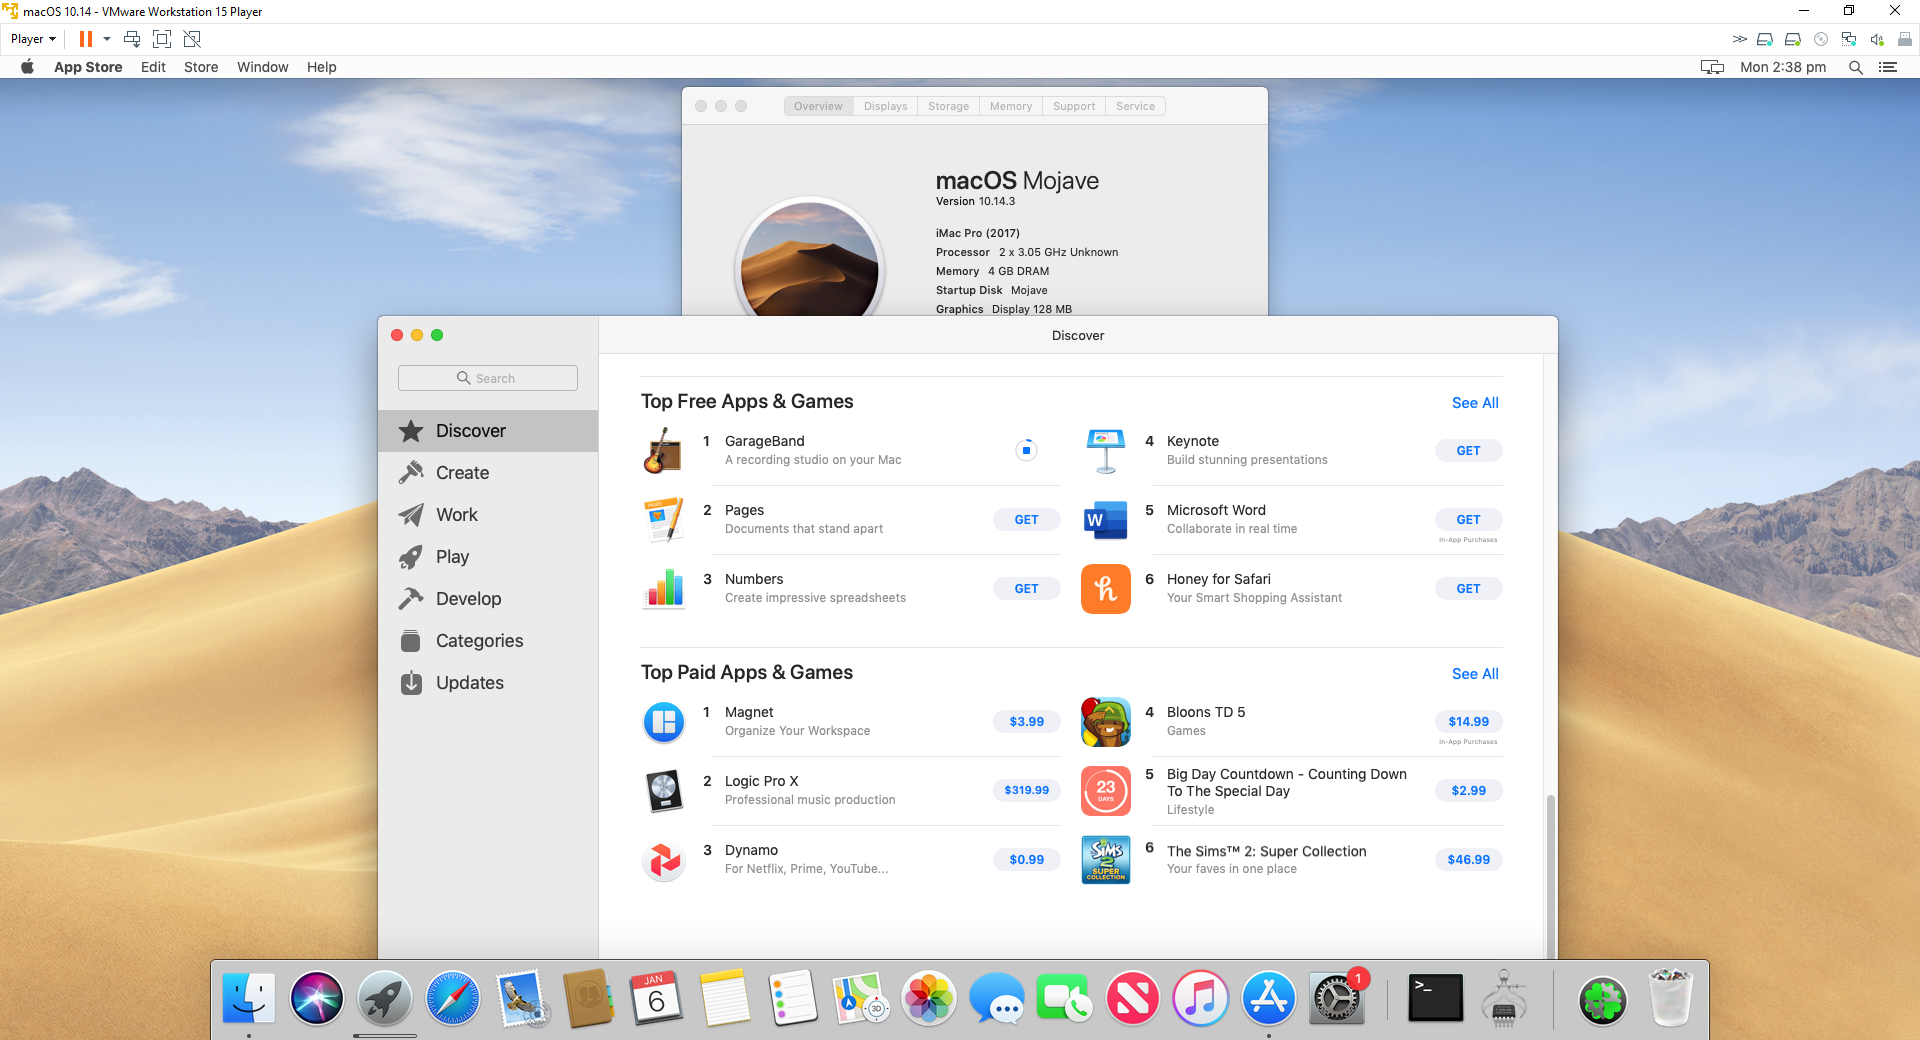 macOS 10.14 - VMware Workstation 15 Player
Player
App Store Edit Store Window Help
Mon 2:38 pm
Overview Displays Storage Memory Support Service
macOS Mojave
Version 10.14.3
iMac Pro (2017)
Processor 2 x 3.05 GHz Unknown
Memory 4 GB DRAM
Startup Disk Mojave
Graphics Display 128 MB
Discover
Search
Discover
Create
Work
Play
Develop
Categories
Updates
Top Free Apps & Games
See All
1 GarageBand
A recording studio on your Mac
4 Keynote
Build stunning presentations
GET
2 Pages
Documents that stand apart
GET
5 Microsoft Word
Collaborate in real time
GET
In-App Purchases
3 Numbers
Create impressive spreadsheets
GET
6 Honey for Safari
Your Smart Shopping Assistant
GET
Top Paid Apps & Games
See All
1 Magnet
Organize Your Workspace
$3.99
4 Bloons TD 5
Games
$14.99
In-App Purchases
2 Logic Pro X
Professional music production
$319.99
23
DAYS
5 Big Day Countdown - Counting Down
To The Special Day
Lifestyle
$2.99
3 Dynamo
For Netflix, Prime, YouTube...
$0.99
SiMS
2
SUPER
COLLECTION
6 The Sims™ 2: Super Collection
Your faves in one place
$46.99
JAN
6
3D
1
>_